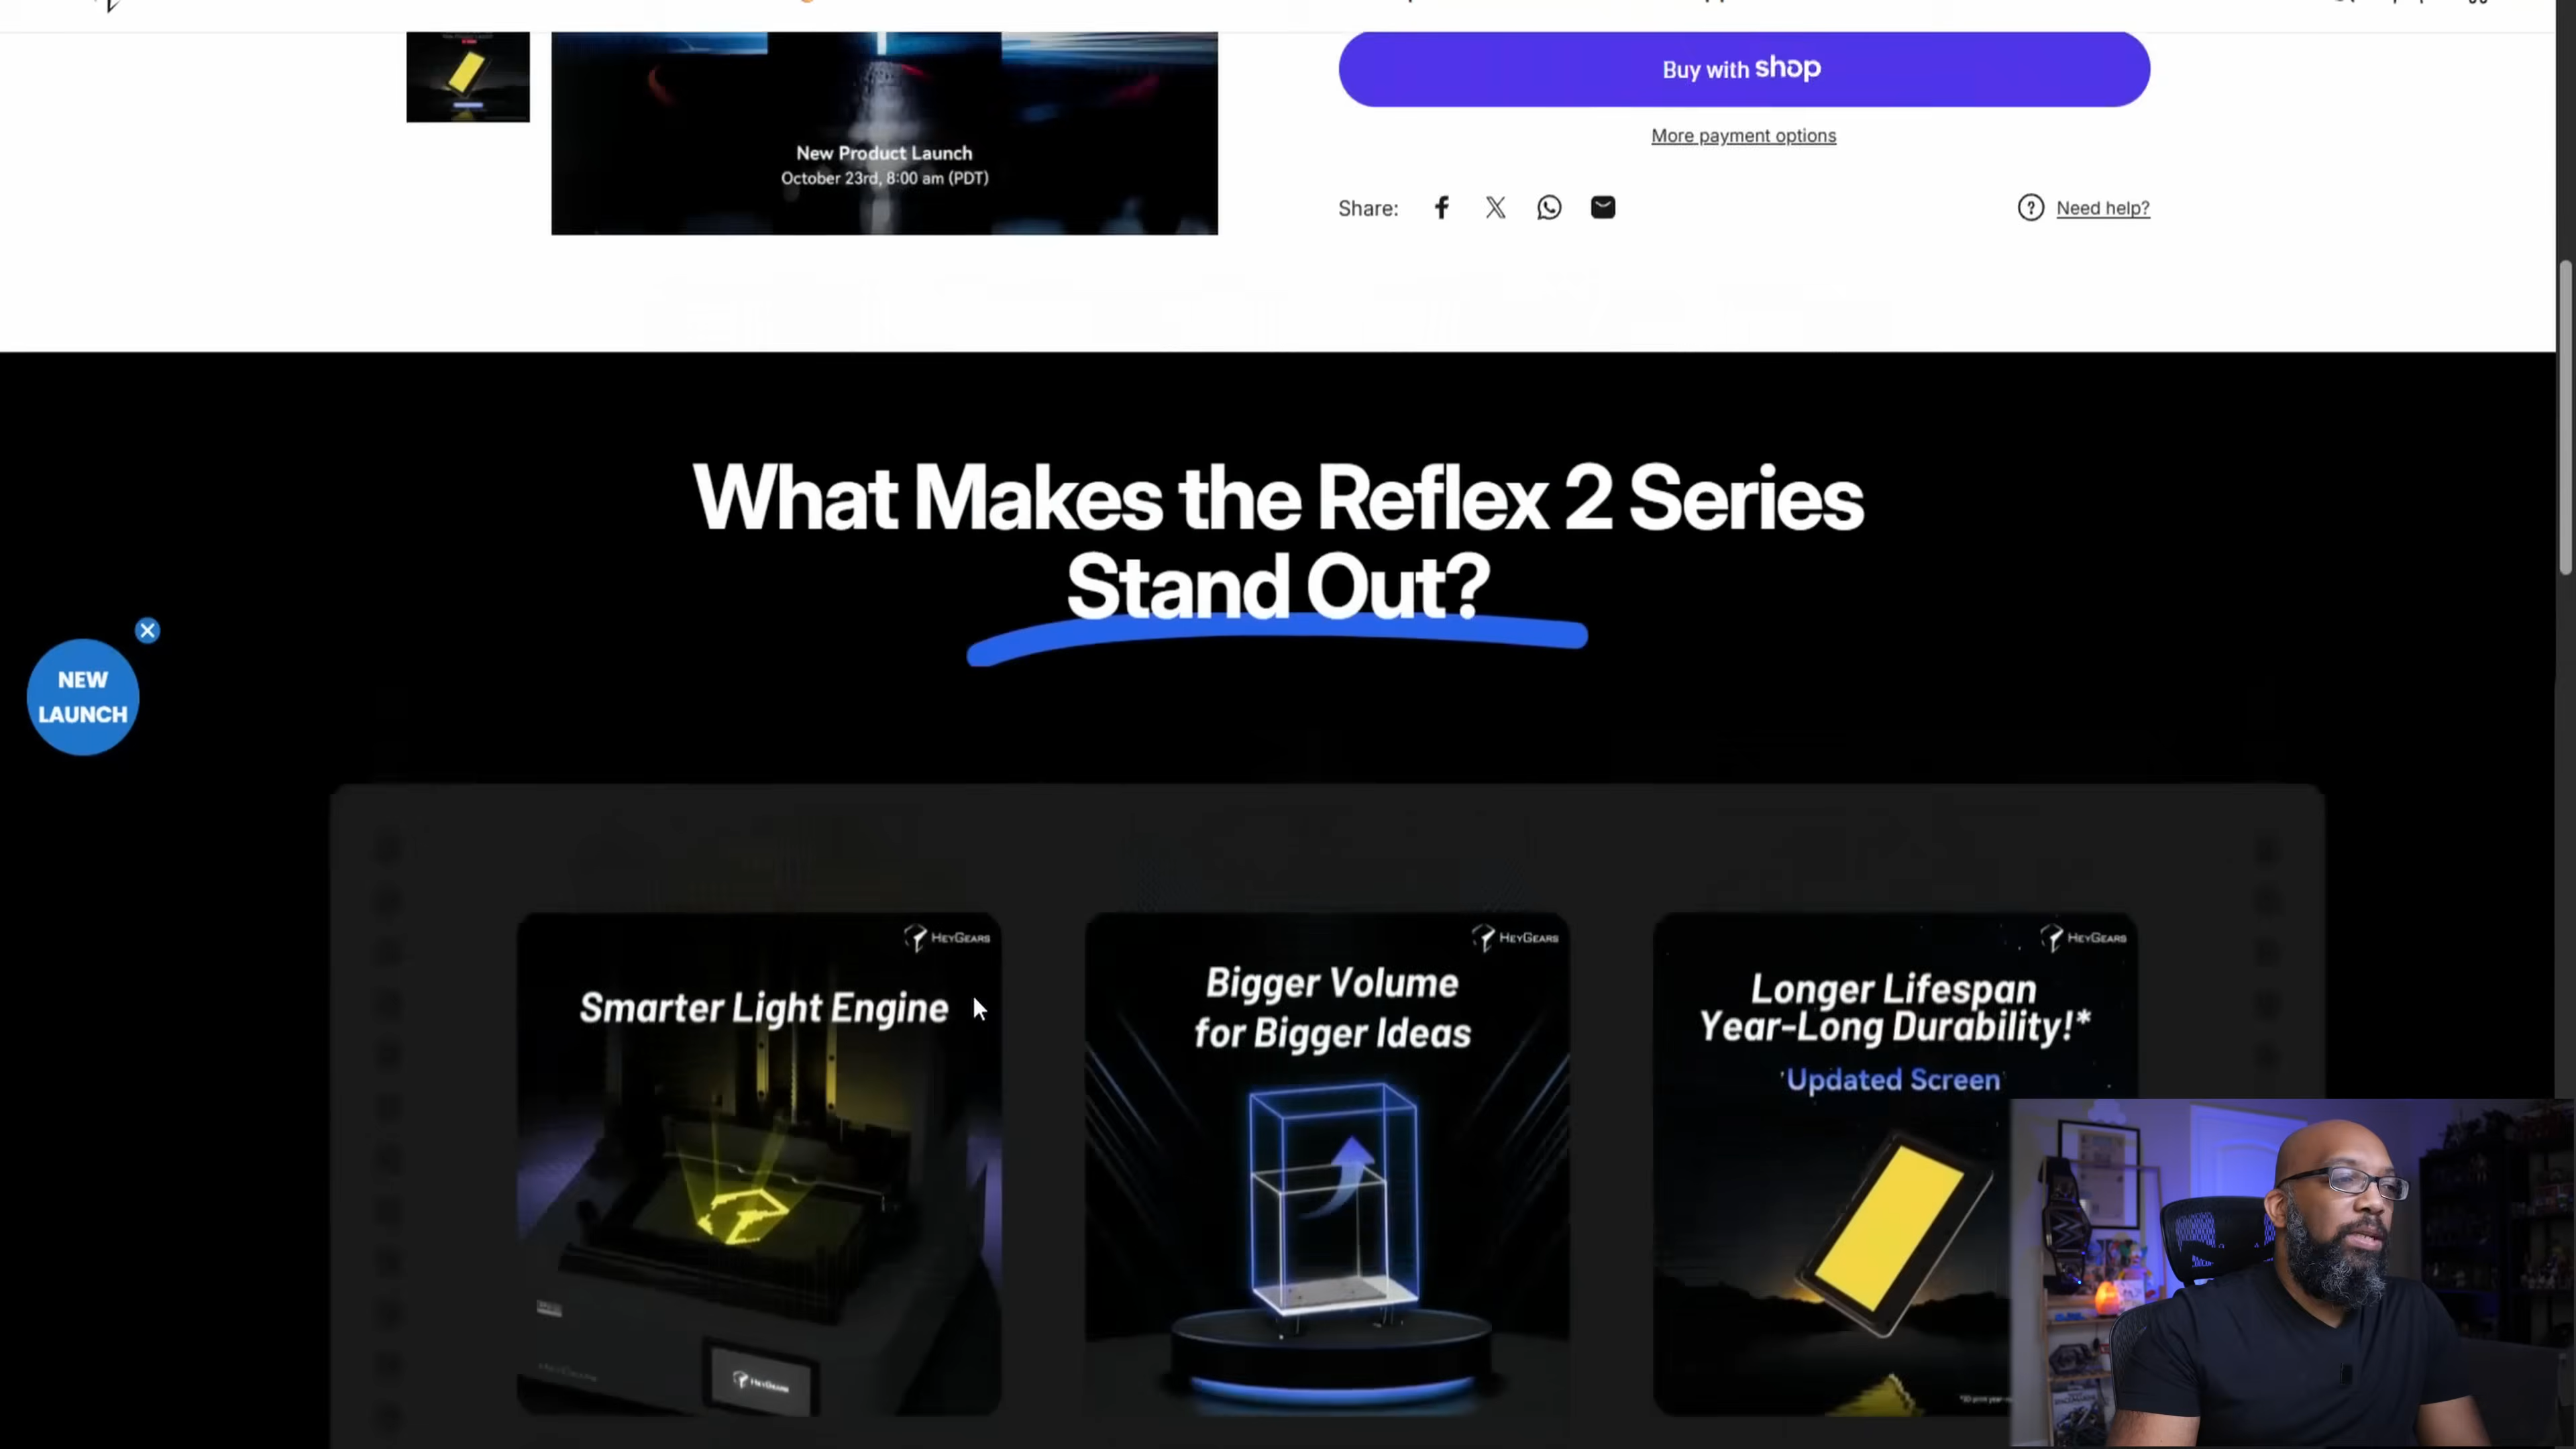 Buy with shop
More payment options
New Product Launch
October 23rd, 8:00 am (PDT)
Share:
Need help?
What Makes the Reflex 2 Series
Stand Out?
NEW
LAUNCH
HEYGEARS
Smarter Light Engine
HEYGEARS
HEYGEARS
Bigger Volume
for Bigger Ideas
HEYGEARS
Longer Lifespan
Year-Long Durability!*
Updated Screen